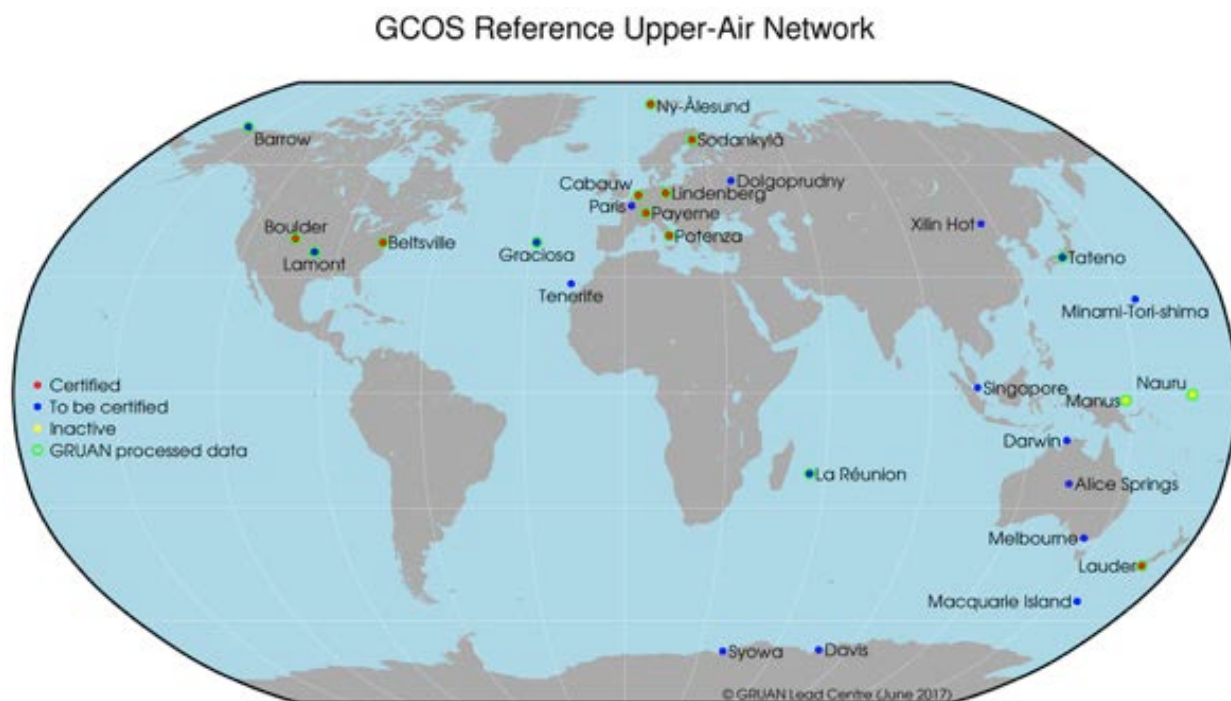 GCOS Reference Upper-Air Network
Ny-Ålesund
Barrow
Sodankylä
Cabauw
Lindenberg
Dolgoprudny
Paris
Payerne
Boulder
Beltsville
Potenza
Xilin Hot
Lamont
Graciosa
Tateno
Tenerife
Minami-Tori-shima
Certified
To be certified
Inactive
GRUAN processed data
Singapore
Nauru
Manus
Darwin
La Réunion
Alice Springs
Melbourne
Lauder
Macquarie Island
Syowa
Davis
© GRUAN Lead Centre (June 2017)